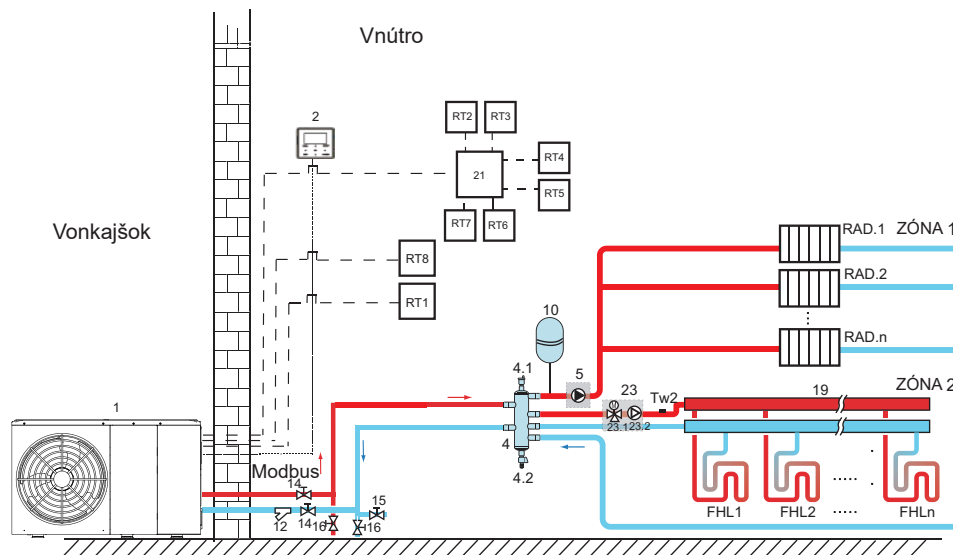 Vnútro
Vonkajšok
2
RT2
RT3
21
RT4
RT5
RT7
RT6
RT8
RT1
RAD.1
ZÓNA 1
RAD.2
......
RAD.n
10
4.1
5
23
Tw2
19
ZÓNA 2
23.1
23.2
4
4.2
1
Modbus
14
15
12
14
16
16
FHL1
FHL2
.....
FHLn